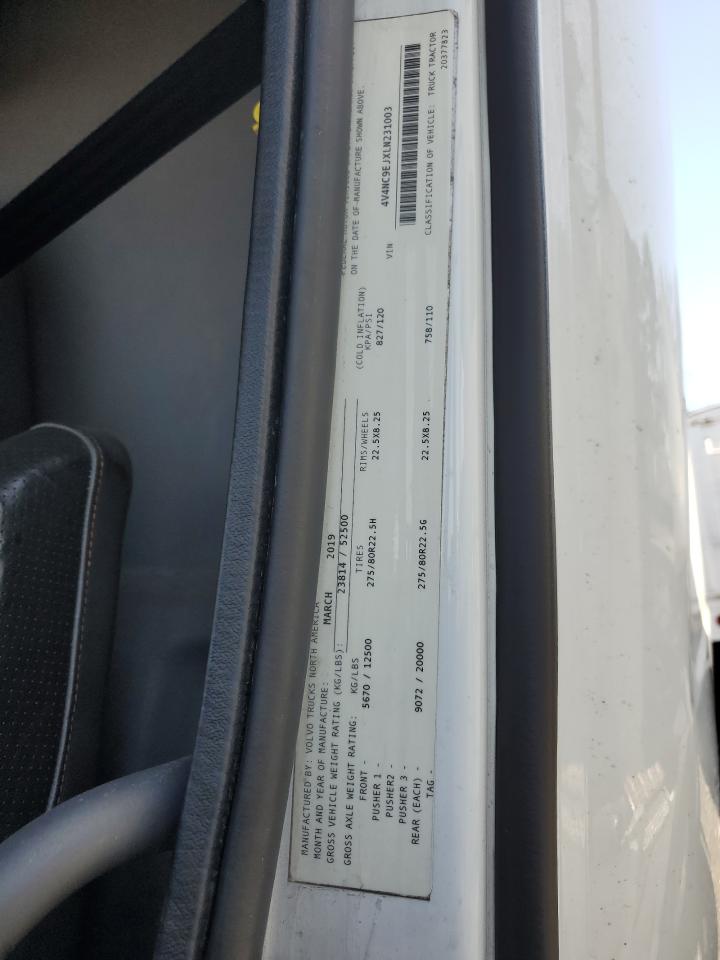 MANUFACTURED BY: VOLVO TRUCKS NORTH AMERICA
MONTH AND YEAR OF MANUFACTURE: MARCH 2019
GROSS VEHICLE WEIGHT RATING (KG/LBS): 23814 / 52500
GROSS AXLE WEIGHT RATING: KG/LBS TIRES RIMS/WHEELS (COLD INFLATION) KPA/PSI
FRONT - 5670 / 12500 275/80R22.5H 22.5X8.25 827/120
PUSHER 1 -
PUSHER2 -
PUSHER 3 -
REAR (EACH) - 9072 / 20000 275/80R22.5G 22.5X8.25 758/110
TAG -
ON THE DATE OF MANUFACTURE SHOWN ABOVE.
VIN 4V4NC9EJXLN231003
CLASSIFICATION OF VEHICLE: TRUCK TRACTOR
20377823